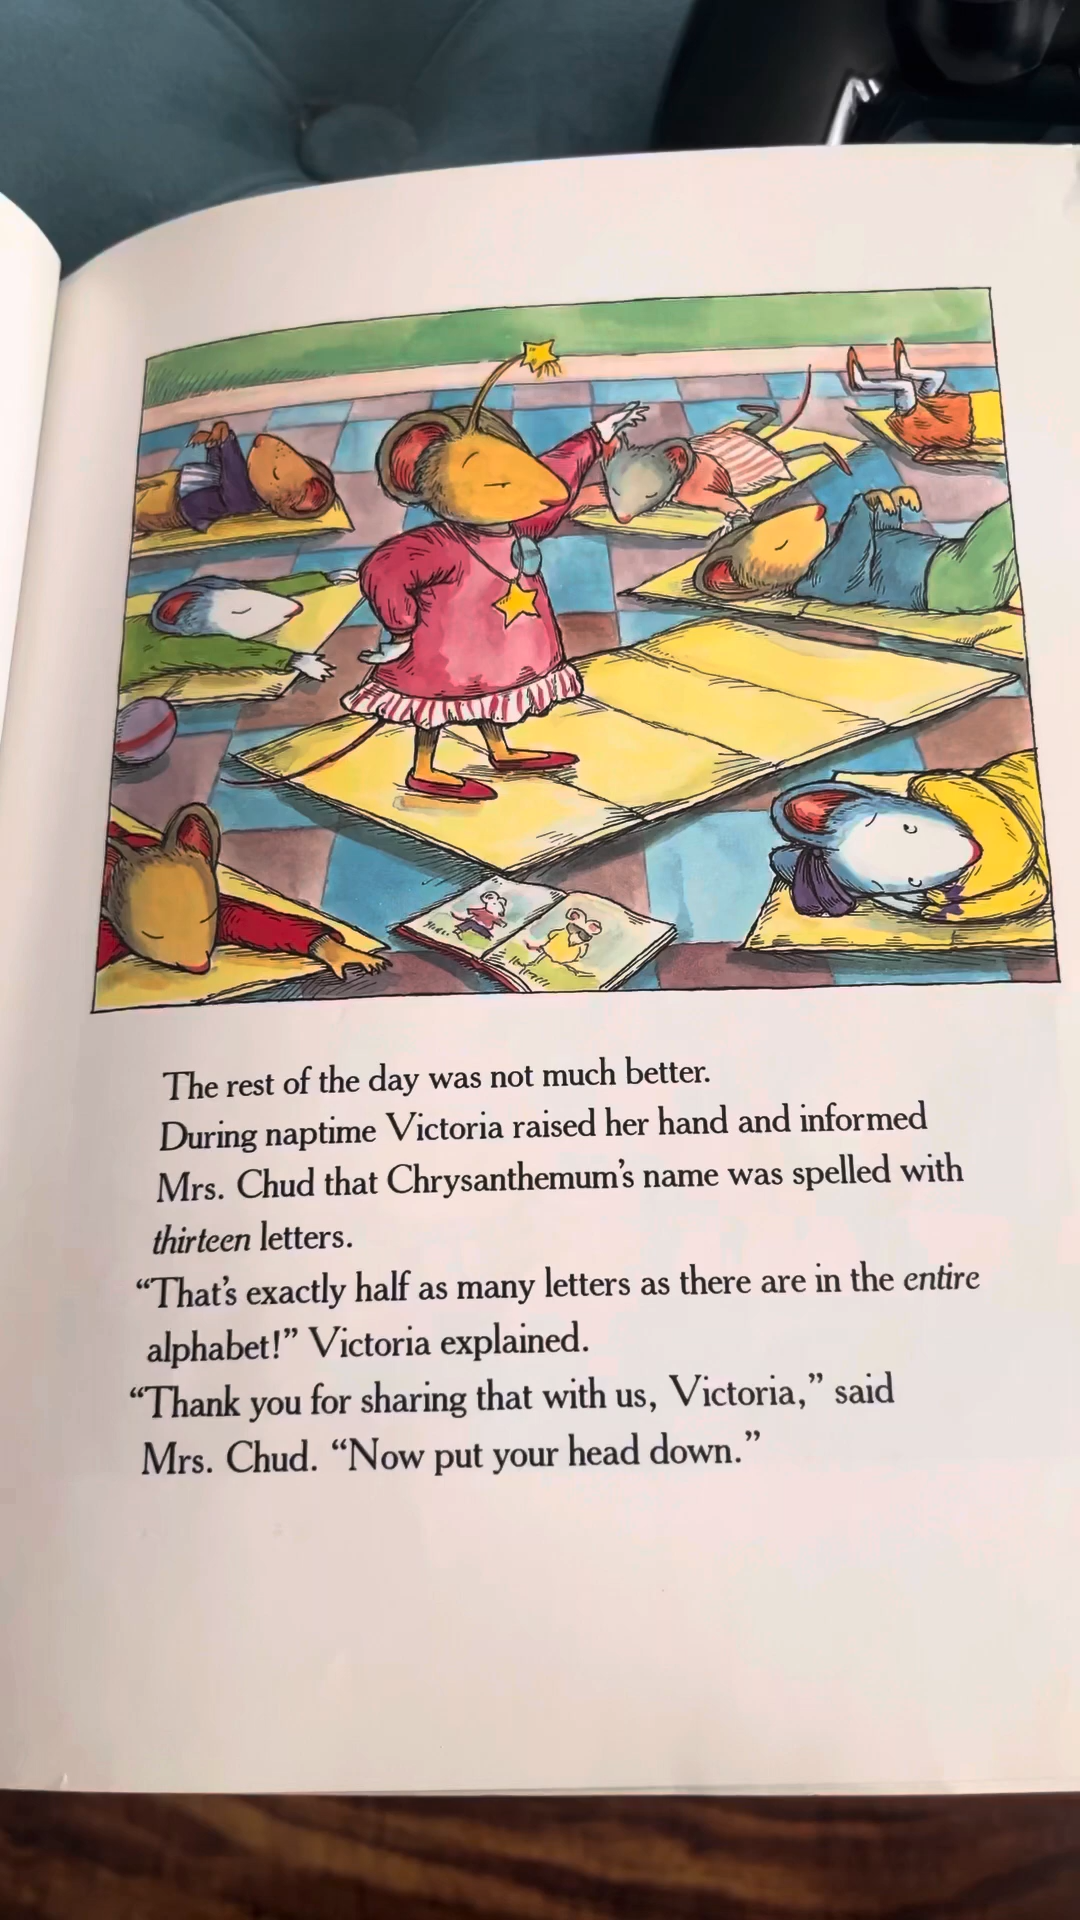 The rest of the day was not much better.
During naptime Victoria raised her hand and informed
Mrs. Chud that Chrysanthemum's name was spelled with
thirteen letters.
“That's exactly half as many letters as there are in the entire
alphabet!” Victoria explained.
“Thank you for sharing that with us, Victoria,” said
Mrs. Chud. “Now put your head down.”